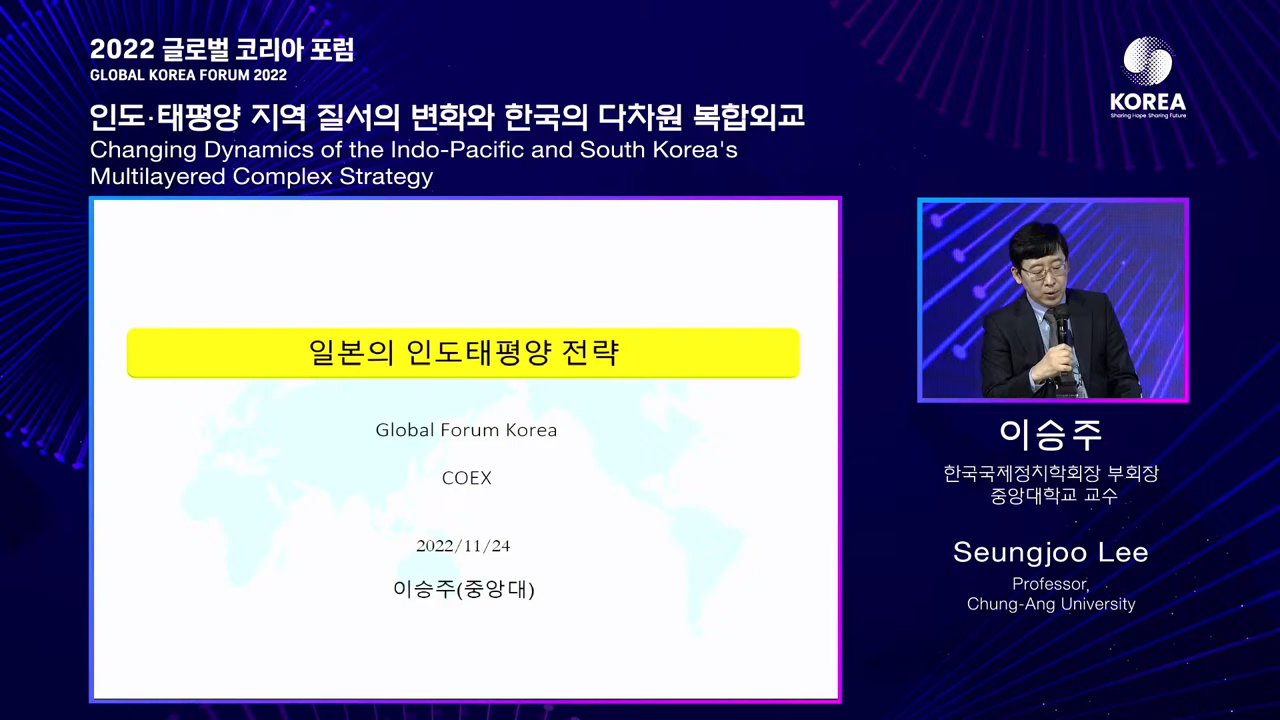 2022 글로벌 코리아 포럼
GLOBAL KOREA FORUM 2022
인도·태평양 지역 질서의 변화와 한국의 다차원 복합외교
Changing Dynamics of the Indo-Pacific and South Korea's
Multilayered Complex Strategy
KOREA
Sharing Hope Sharing Future
일본의 인도태평양 전략
Global Forum Korea
COEX
2022/11/24
이승주(중앙대)
이승주
한국국제정치학회장 부회장
중앙대학교 교수
Seungjoo Lee
Professor,
Chung-Ang University